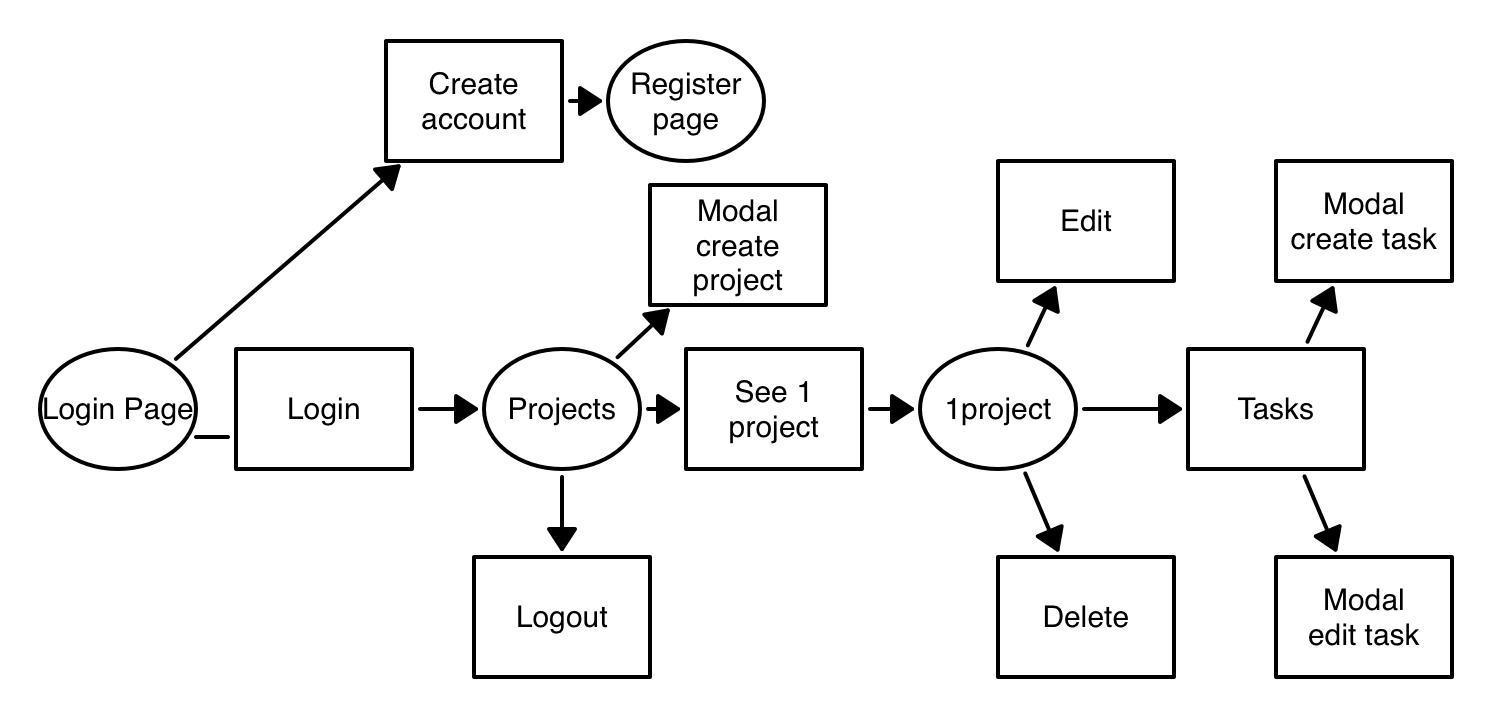 Create
account
Register
page
Modal
create
project
Edit
Modal
create task
Login Page
Login
Projects
See 1
project
1project
Tasks
Logout
Delete
Modal
edit task